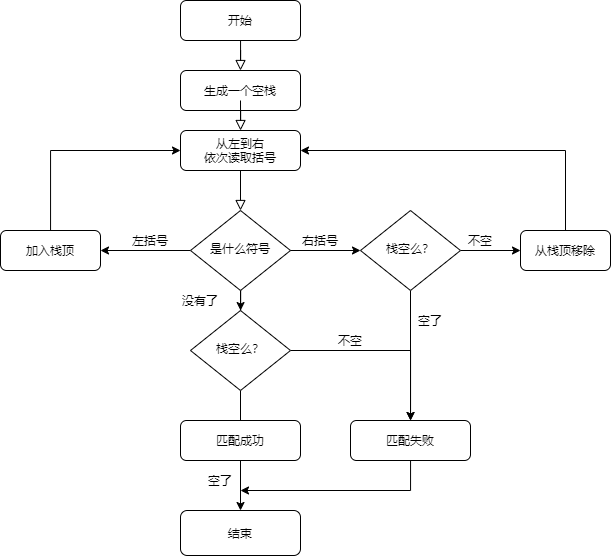 开始
生成一个空栈
从左到右
依次读取括号
加入栈顶
左括号
是什么符号
右括号
栈空么?
不空
从栈顶移除
没有了
空了
栈空么?
不空
匹配成功
匹配失败
空了
结束